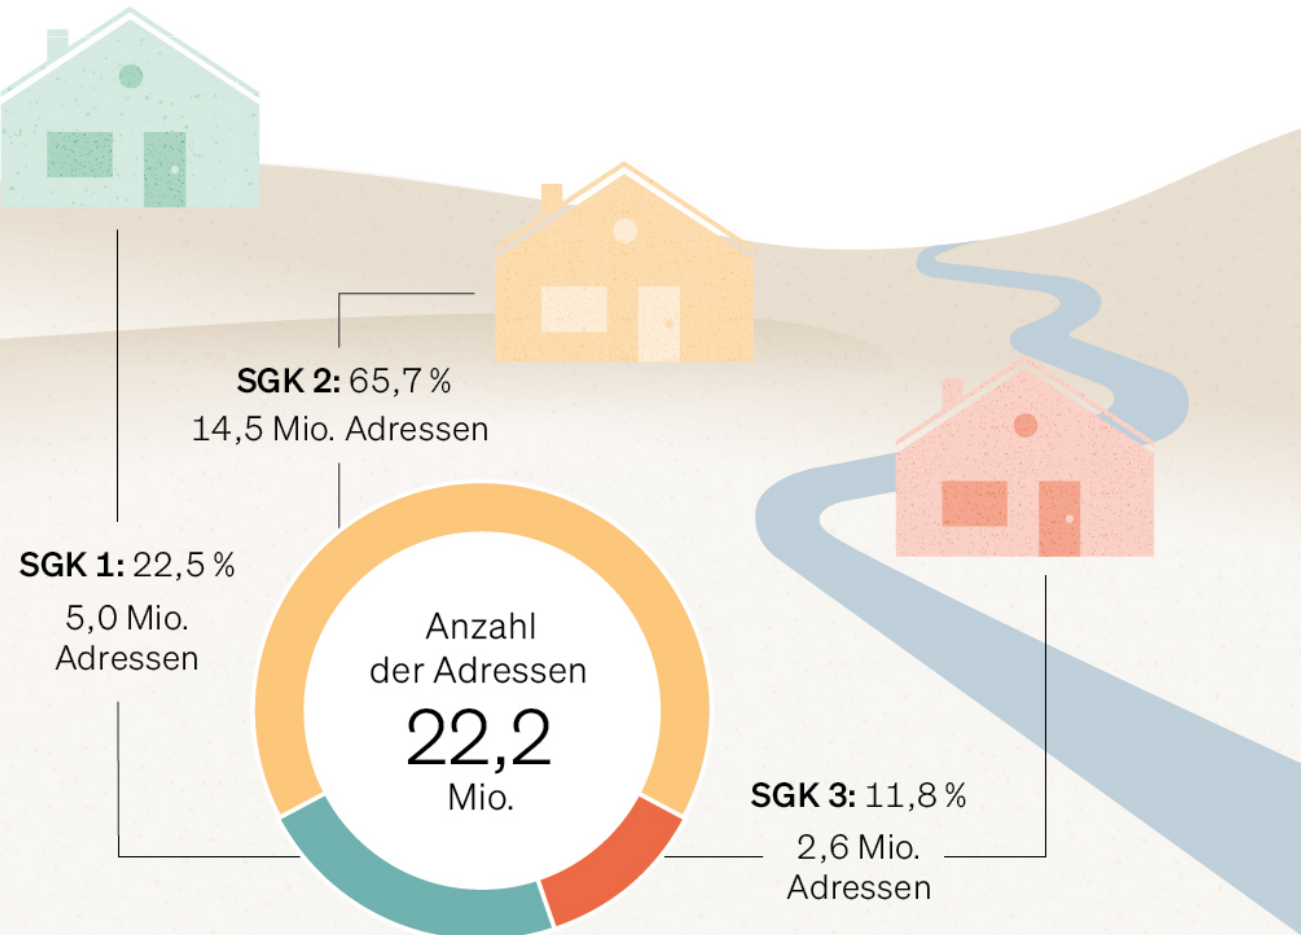 SGK 2: 65,7 %
14,5 Mio. Adressen
SGK 1: 22,5 %
5,0 Mio.
Adressen
Anzahl
der Adressen
22,2
Mio.
SGK 3: 11,8 %
2,6 Mio.
Adressen